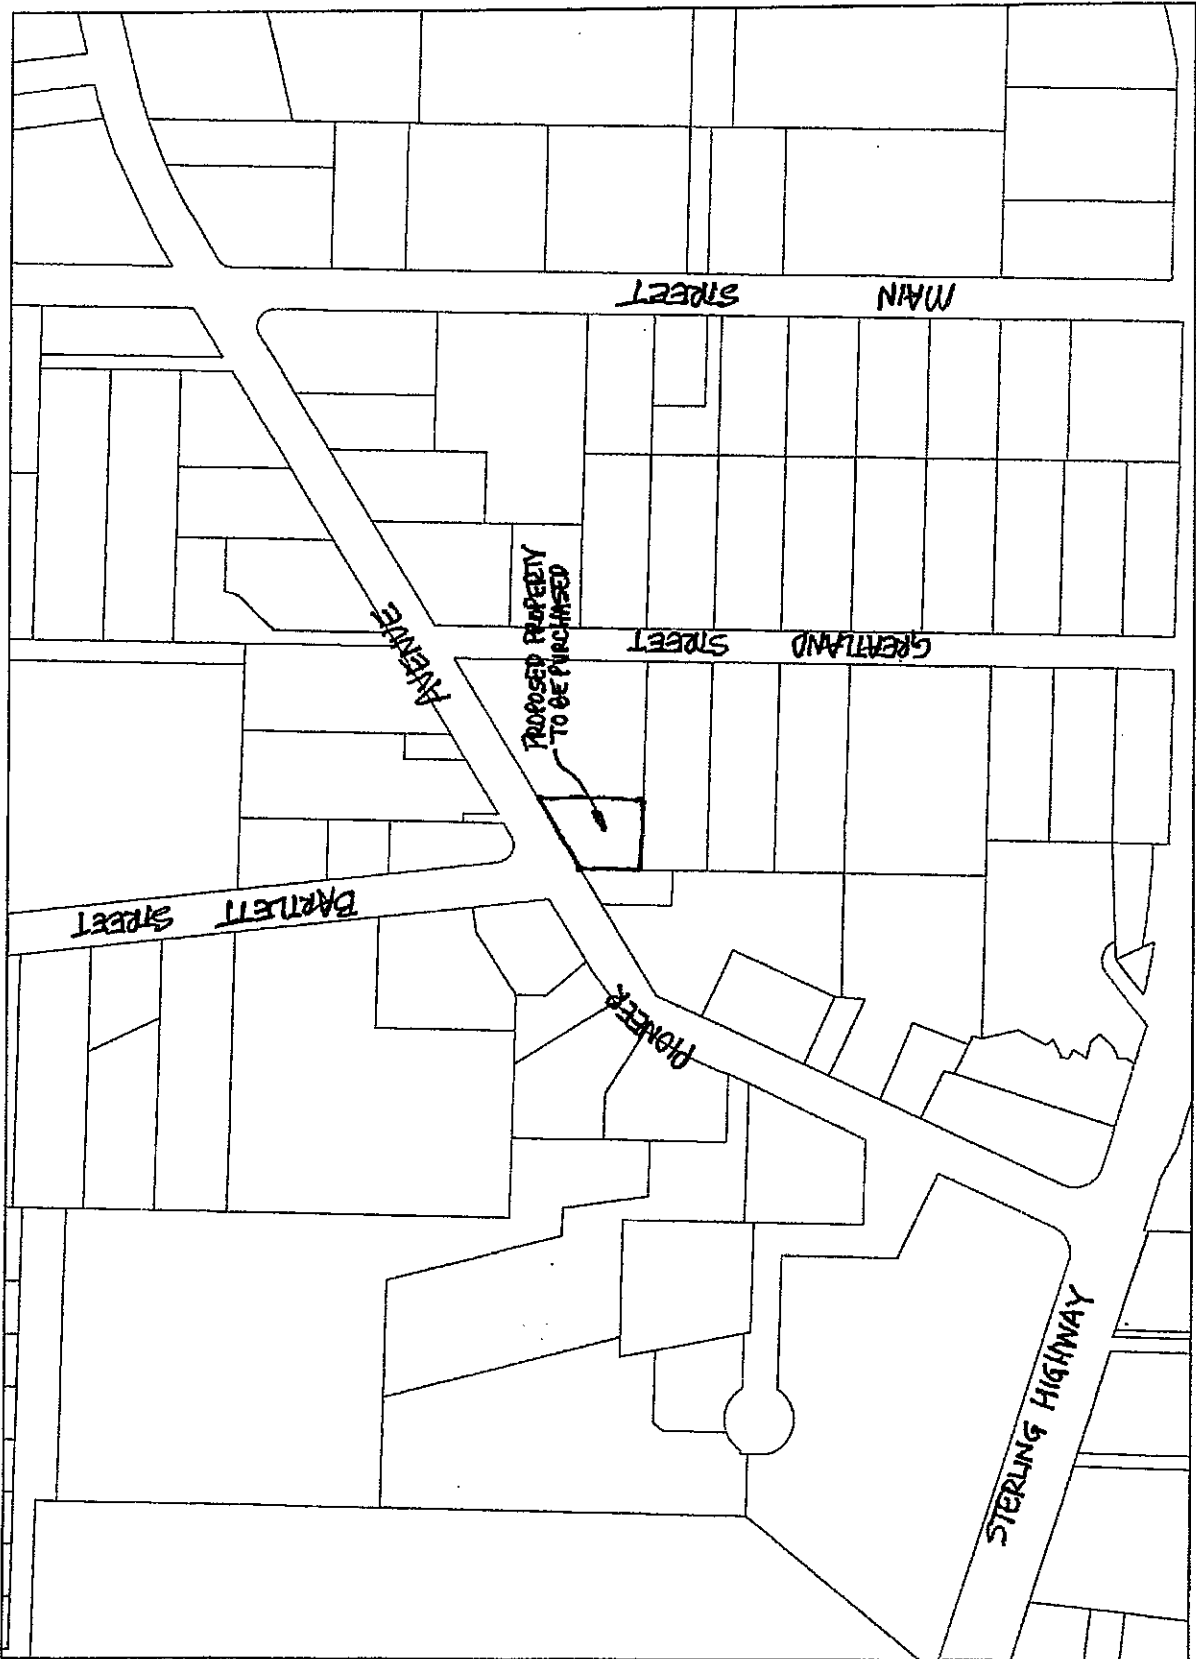 MAIN STREET
GREATLAND STREET
PROPOSED PROPERTY
TO BE PURCHASED
AVENUE
BARTLETT STREET
PIONEER
STERLING HIGHWAY